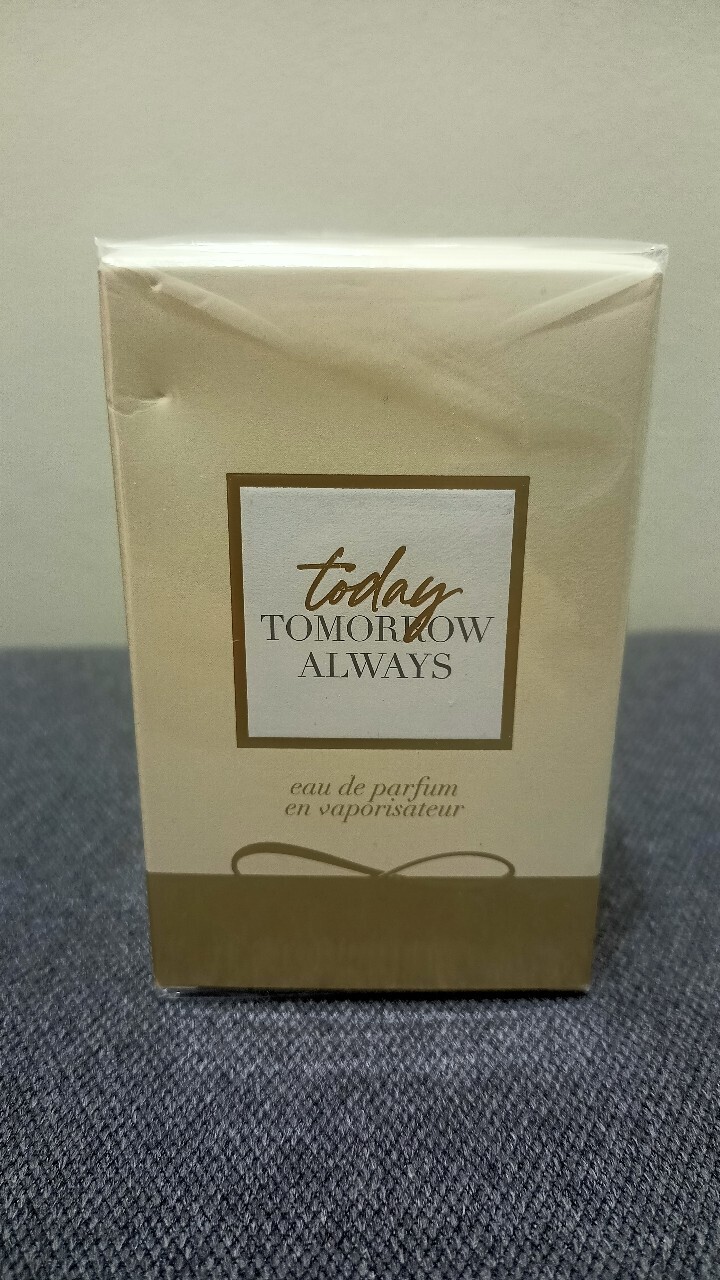 today
TOMORROW
ALWAYS
eau de parfum
en vaporisateur